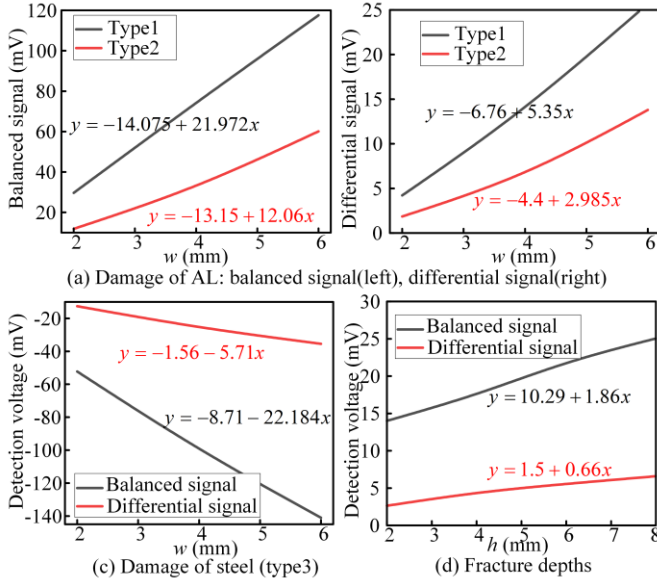 120
100
80
60
40
20
Balanced signal (mV)
Type1
Type2
y = −14.075 + 21.972x
y = −13.15 + 12.06x
2 3 4 5 6
w (mm)
25
20
15
10
5
0
Differential signal (mV)
Type1
Type2
y = −6.76 + 5.35x
y = −4.4 + 2.985x
2 3 4 5 6
w (mm)
(a) Damage of AL: balanced signal(left), differential signal(right)
-20
-40
-60
-80
-100
-120
-140
Detection voltage (mV)
y = −1.56 − 5.71x
y = −8.71 − 22.184x
Balanced signal
Differential signal
2 3 4 5 6
w (mm)
(c) Damage of steel (type3)
30
25
20
15
10
5
0
Detection voltage (mV)
Balanced signal
Differential signal
y = 10.29 + 1.86x
y = 1.5 + 0.66x
2 3 4 5 6 7 8
h (mm)
(d) Fracture depths